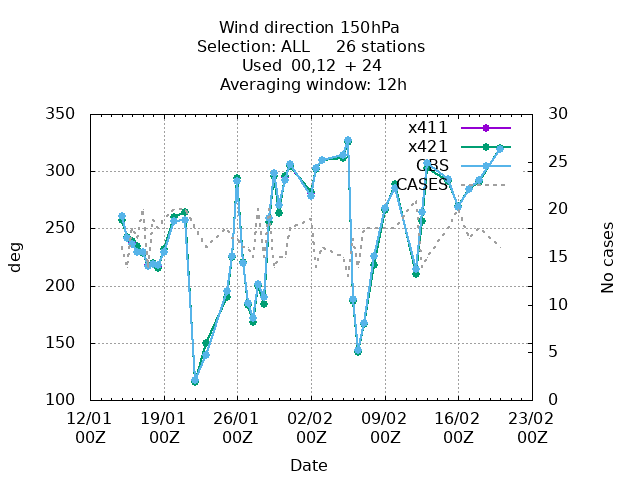 Wind direction 150hPa
Selection: ALL 26 stations
Used 00,12 + 24
Averaging window: 12h
350
300
250
200
150
100
30
25
20
15
10
5
0
x411
x421
OBS
CASES
deg
No cases
12/01 19/01 26/01 02/02 09/02 16/02 23/02
00Z 00Z 00Z 00Z 00Z 00Z 00Z
Date